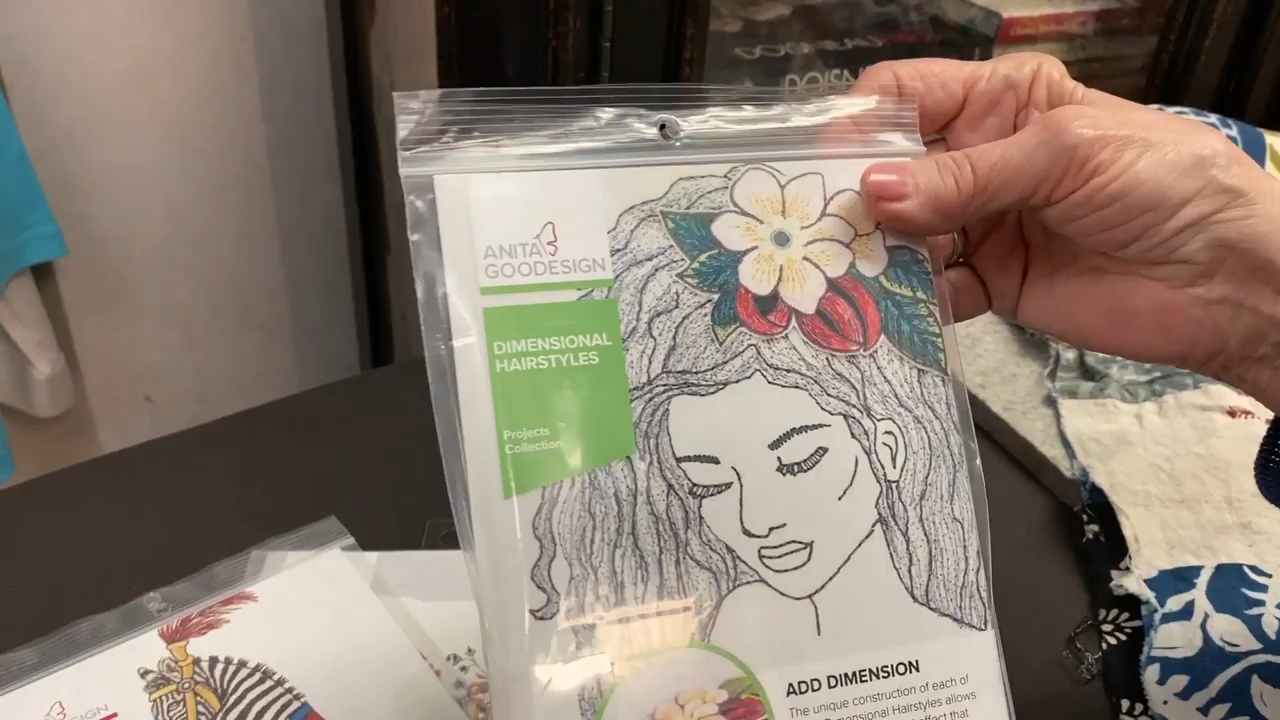 ANITA
GOODESIGN
DIMENSIONAL
HAIRSTYLES
Projects
Collection
ADD DIMENSION
The unique construction of each of
Dimensional Hairstyles allows
effect that